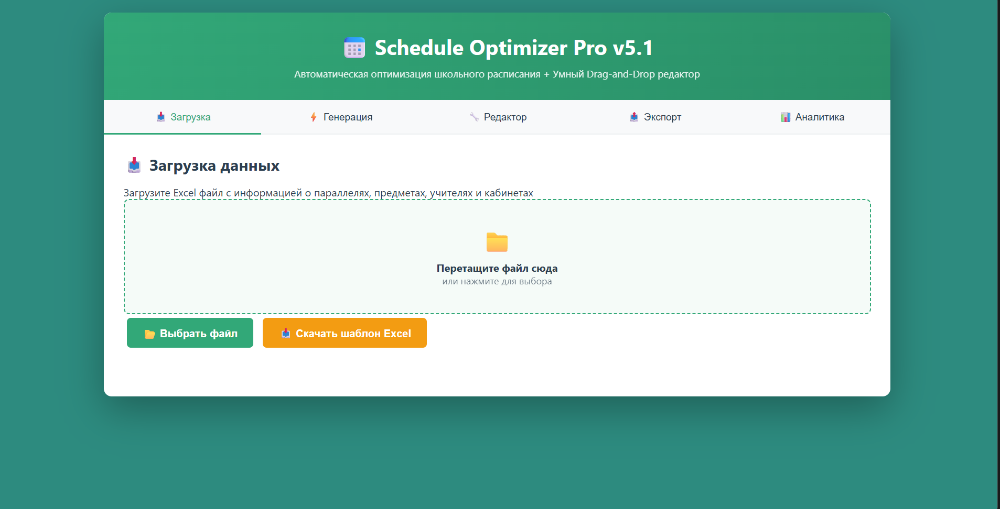 Schedule Optimizer Pro v5.1
Автоматическая оптимизация школьного расписания + Умный Drag-and-Drop редактор
Загрузка
Генерация
Редактор
Экспорт
Аналитика
Загрузка данных
Загрузите Excel файл с информацией о параллелях, предметах, учителях и кабинетах
Перетащите файл сюда
или нажмите для выбора
Выбрать файл
Скачать шаблон Excel